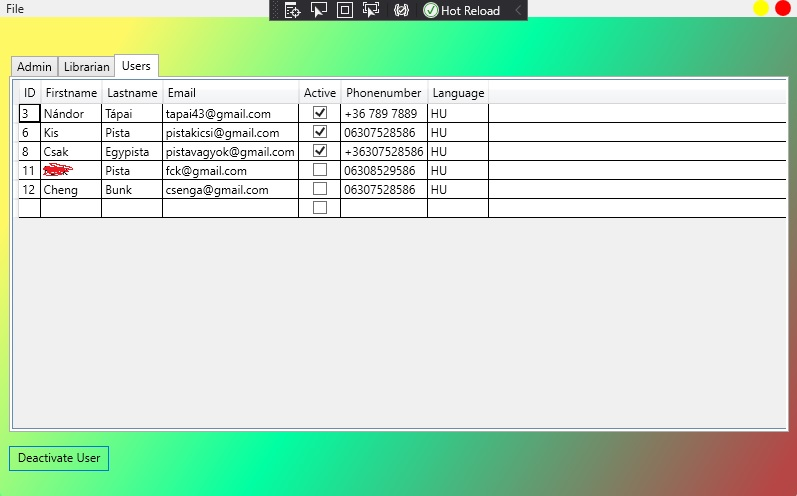 File Hot Reload
Admin Librarian Users
ID Firstname Lastname Email Active Phonenumber Language
3 Nándor Tápai tapai43@gmail.com +36 789 7889 HU
6 Kis Pista pistakicsi@gmail.com 06307528586 HU
8 Csak Egypista pistavagyok@gmail.com +36307528586 HU
11 Pista fck@gmail.com 06308529586 HU
12 Cheng Bunk csenga@gmail.com 06307528586 HU
Deactivate User